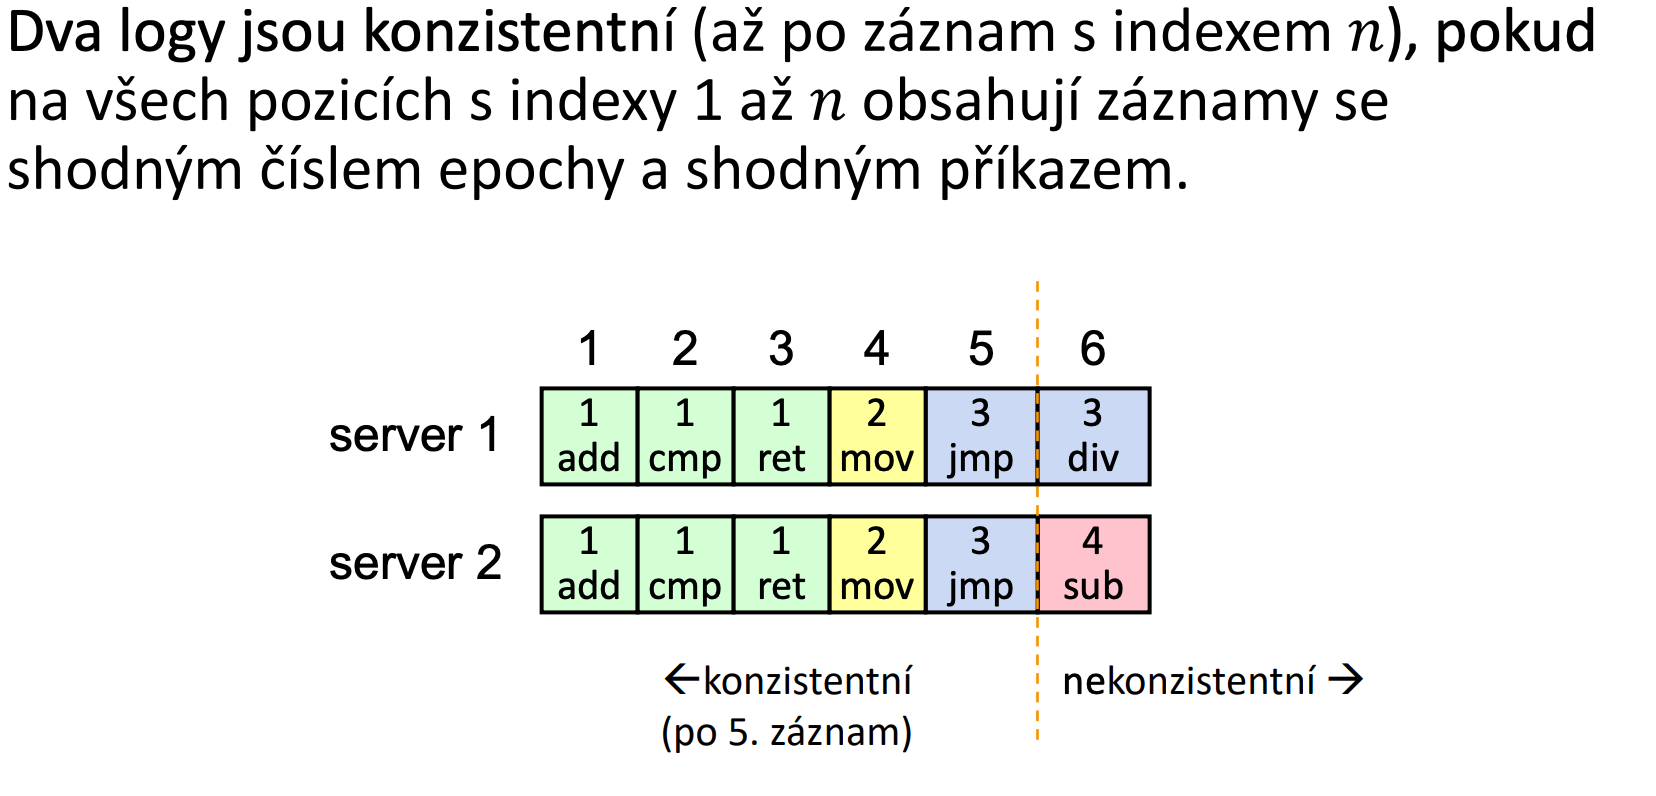 Dva logy jsou konzistentní (až po záznam s indexem n), pokud
na všech pozicích s indexy 1 až n obsahují záznamy se
shodným číslem epochy a shodným příkazem.
1 2 3 4 5 6
1 1 1 2 3 3
server 1
add cmp ret mov jmp div
1 1 1 2 3 4
server 2
add cmp ret mov jmp sub
←konzistentní
(po 5. záznam)
nekonzistentní →